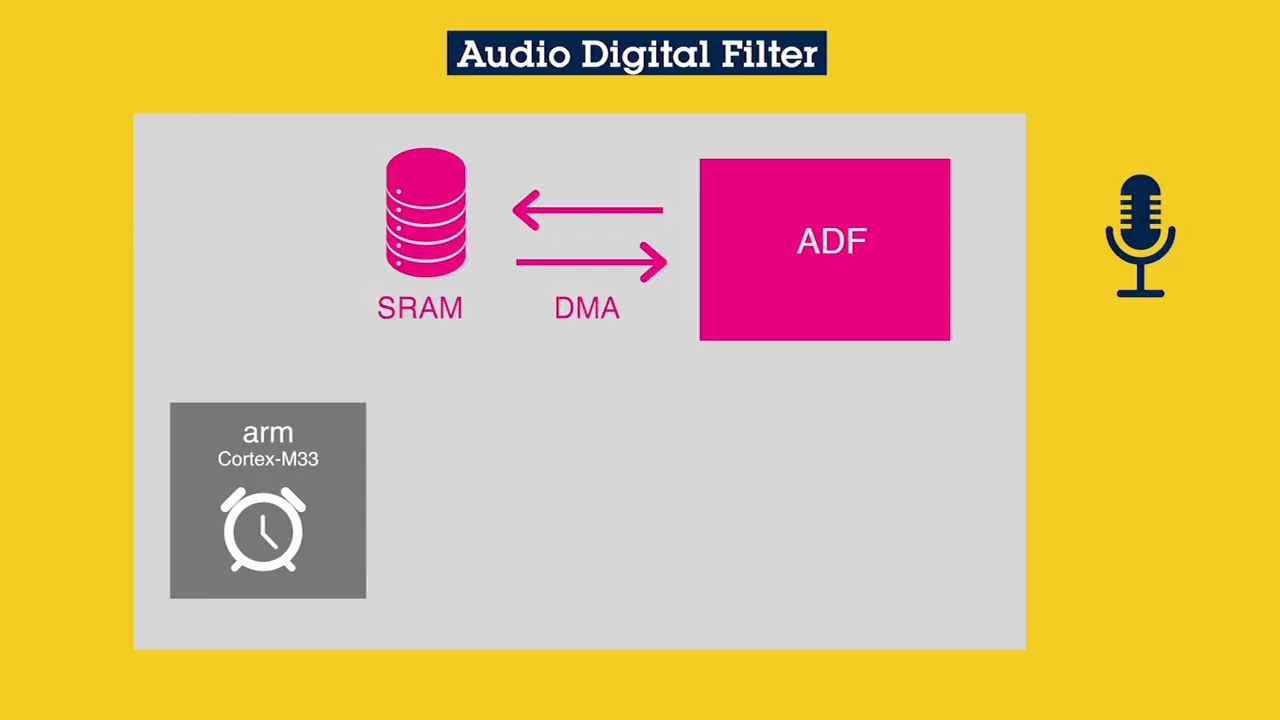 Audio Digital Filter
ADF
SRAM
DMA
arm
Cortex-M33